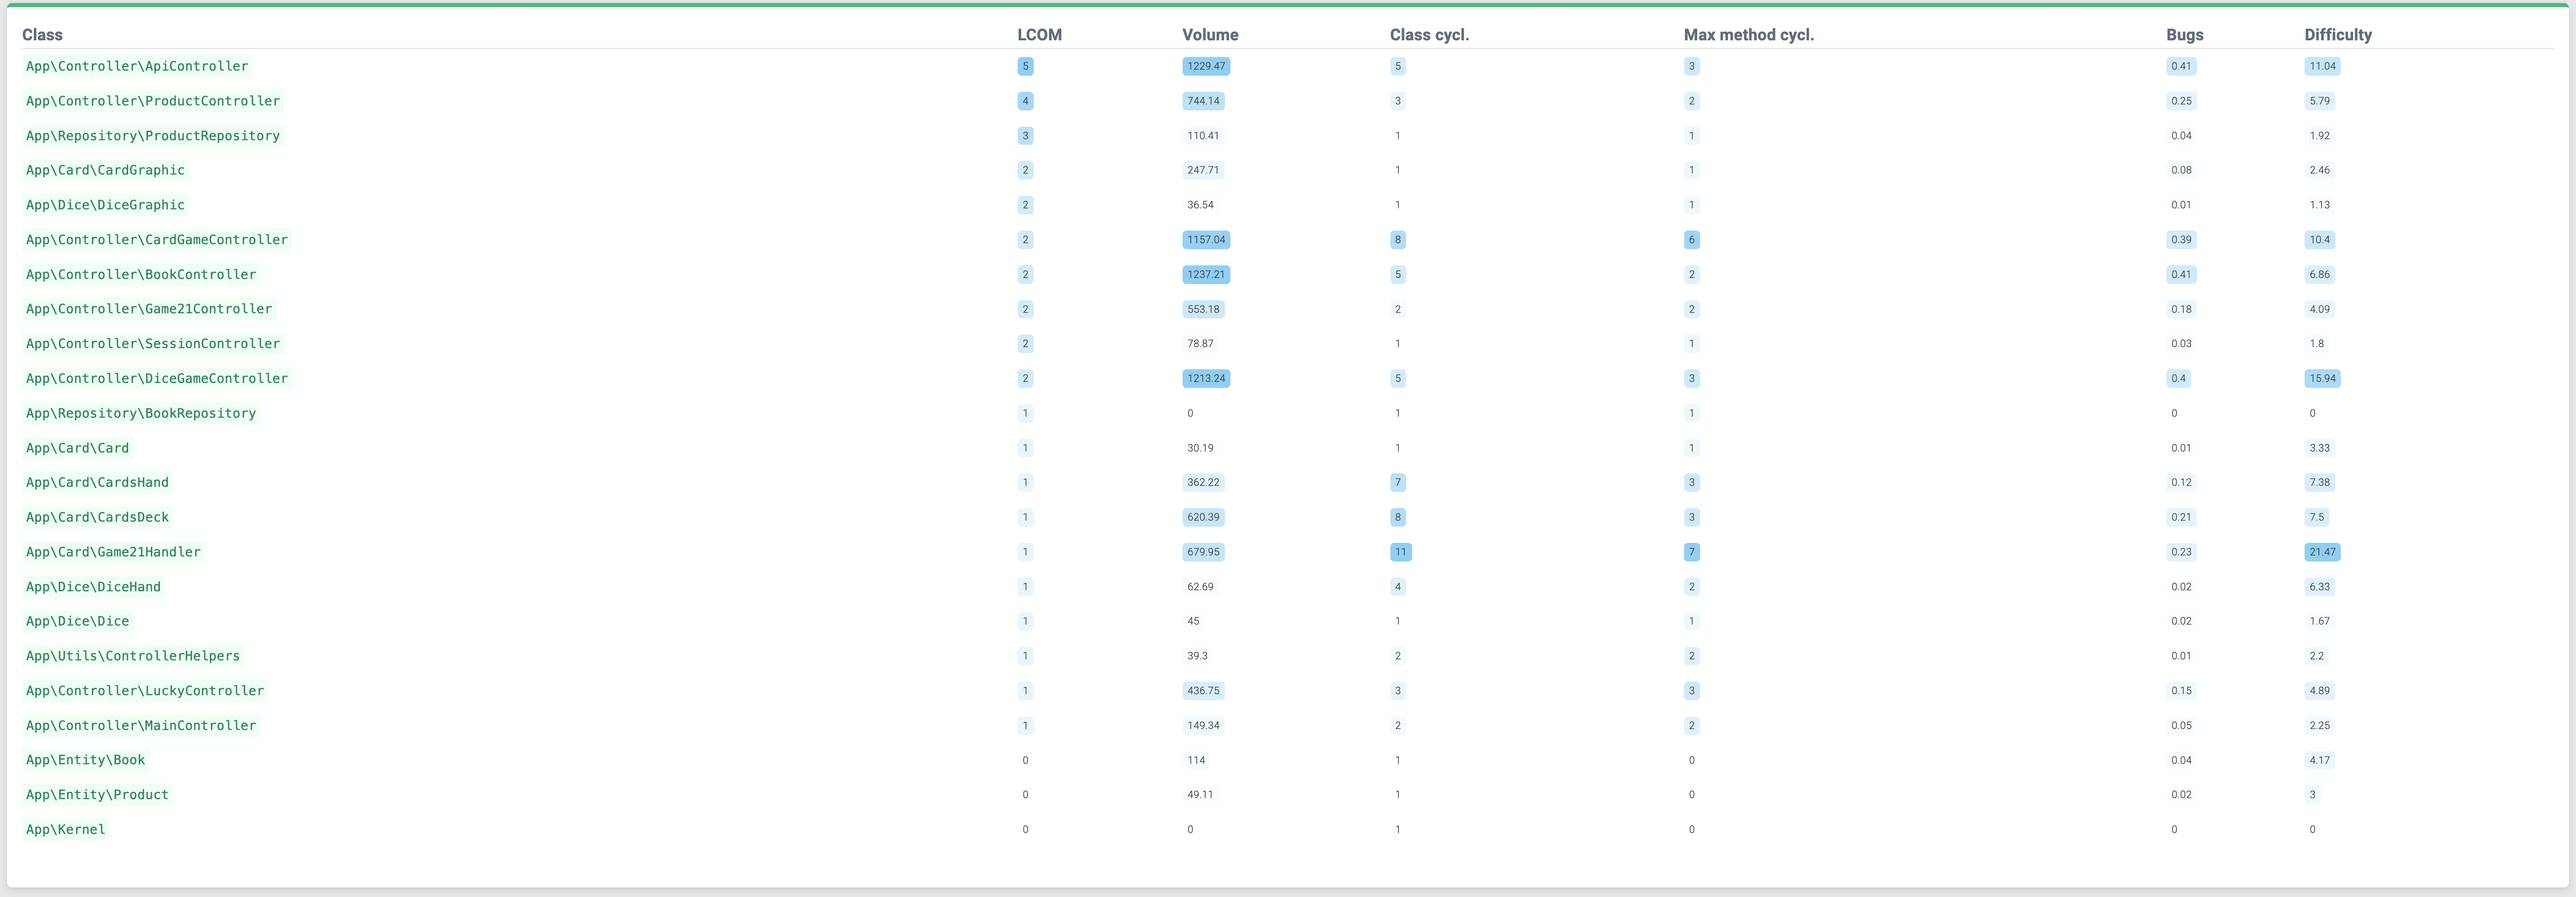 Class LCOM Volume Class cycl. Max method cycl. Bugs Difficulty
App\Controller\ApiController 5 1229.47 5 3 0.41 11.04
App\Controller\ProductController 4 744.14 3 2 0.25 5.79
App\Repository\ProductRepository 3 110.41 1 1 0.04 1.92
App\Card\CardGraphic 2 247.71 1 1 0.08 2.46
App\Dice\DiceGraphic 2 36.54 1 1 0.01 1.13
App\Controller\CardGameController 2 1157.04 8 6 0.39 10.4
App\Controller\BookController 2 1237.21 5 2 0.41 6.86
App\Controller\Game21Controller 2 553.18 2 2 0.18 4.09
App\Controller\SessionController 2 78.87 1 1 0.03 1.8
App\Controller\DiceGameController 2 1213.24 5 3 0.4 15.94
App\Repository\BookRepository 1 0 1 1 0 0
App\Card\Card 1 30.19 1 1 0.01 3.33
App\Card\CardsHand 1 362.22 7 3 0.12 7.38
App\Card\CardsDeck 1 620.39 8 3 0.21 7.5
App\Card\Game21Handler 1 679.95 11 7 0.23 21.47
App\Dice\DiceHand 1 62.69 4 2 0.02 6.33
App\Dice\Dice 1 45 1 1 0.02 1.67
App\Utils\ControllerHelpers 1 39.3 2 2 0.01 2.2
App\Controller\LuckyController 1 436.75 3 3 0.15 4.89
App\Controller\MainController 1 149.34 2 2 0.05 2.25
App\Entity\Book 0 114 1 0 0.04 4.17
App\Entity\Product 0 49.11 1 0 0.02 3
App\Kernel 0 0 1 0 0 0